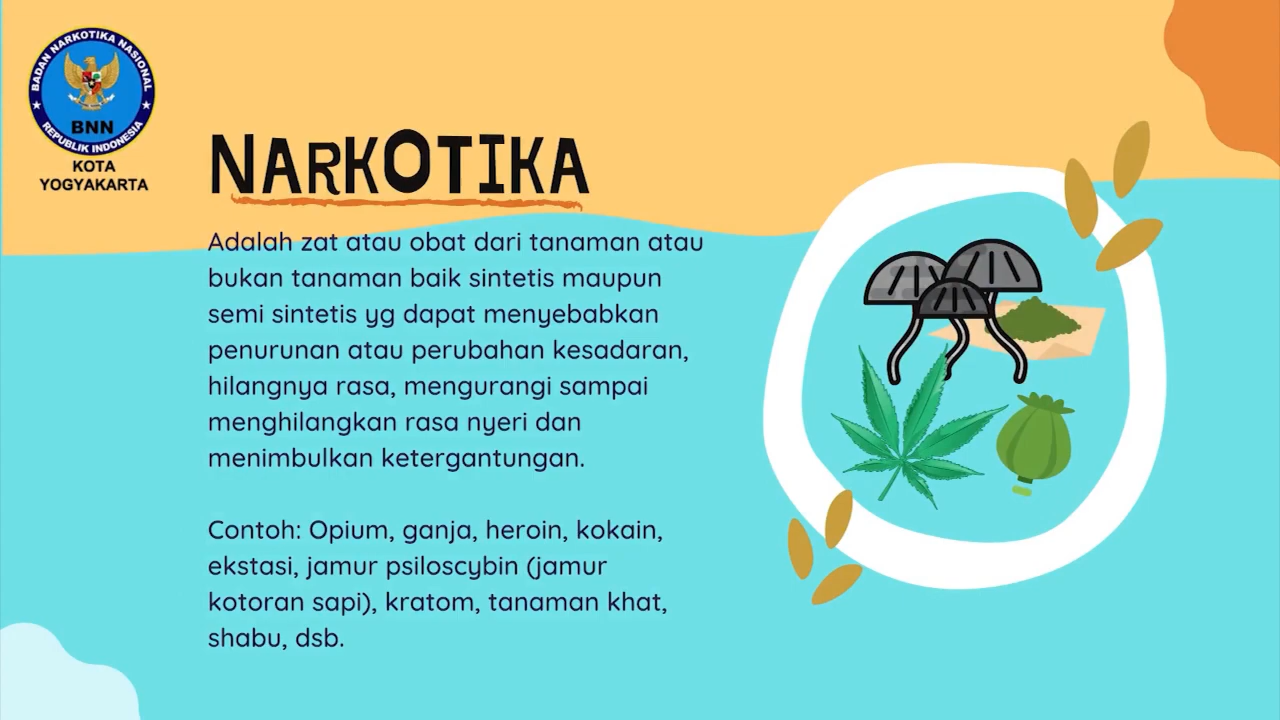 BADAN NARKOTIKA NASIONAL
BNN
REPUBLIK INDONESIA
KOTA
YOGYAKARTA
NARKOTIKA
Adalah zat atau obat dari tanaman atau
bukan tanaman baik sintetis maupun
semi sintetis yg dapat menyebabkan
penurunan atau perubahan kesadaran,
hilangnya rasa, mengurangi sampai
menghilangkan rasa nyeri dan
menimbulkan ketergantungan.
Contoh: Opium, ganja, heroin, kokain,
ekstasi, jamur psiloscybin (jamur
kotoran sapi), kratom, tanaman khat,
shabu, dsb.